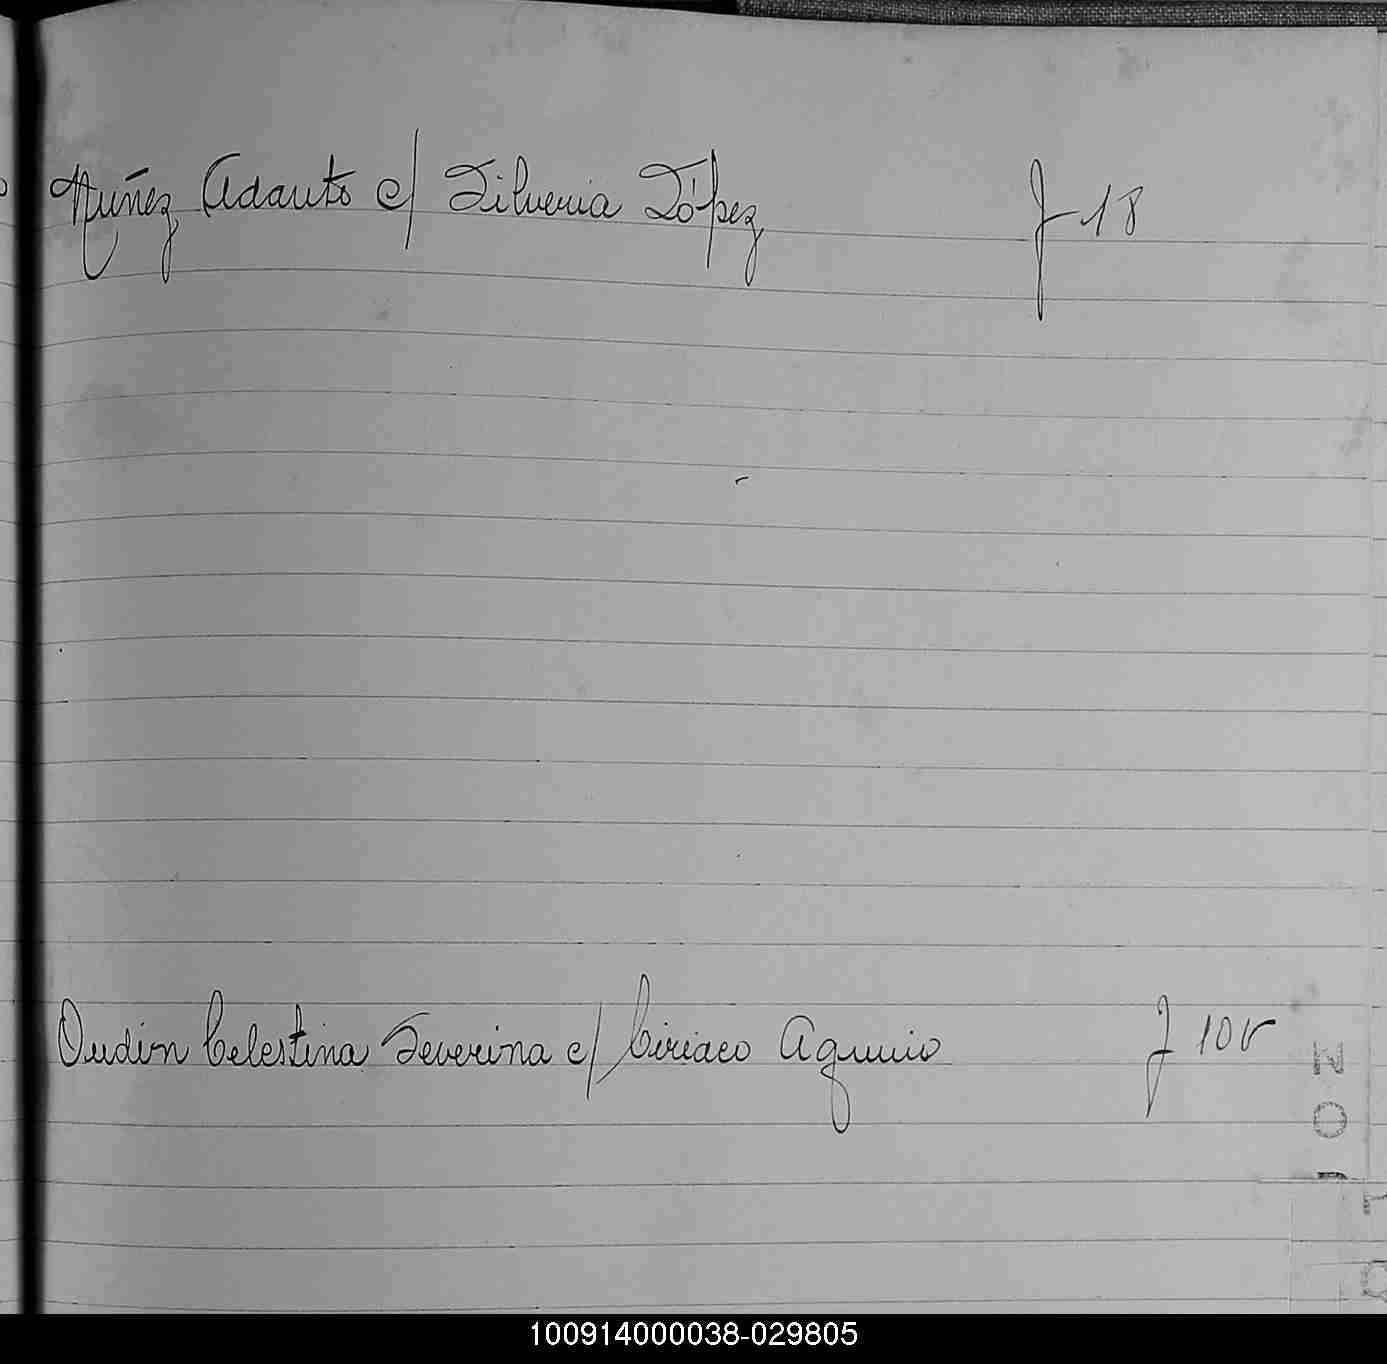 Nuñez Adauto c/ Silveria López f 18
Oudin Celestina Severina c/ Ciriaco Aquino f 10v
N
O
100914000038-029805